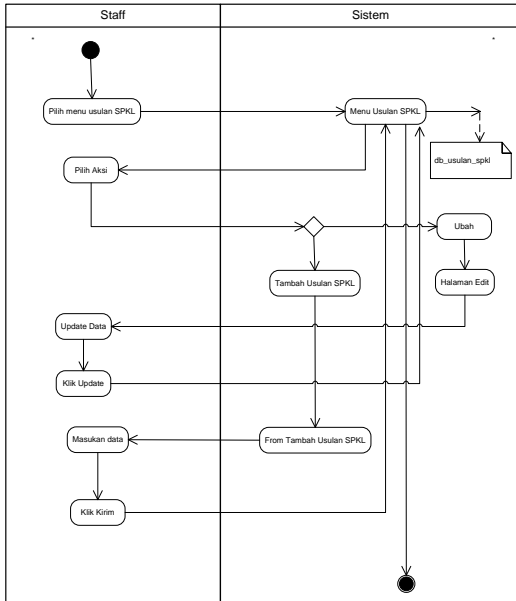 Staff
Sistem
Pilih menu usulan SPKL
Menu Usulan SPKL
db_usulan_spkl
Pilih Aksi
Ubah
Tambah Usulan SPKL
Halaman Edit
Update Data
Klik Update
Masukan data
From Tambah Usulan SPKL
Klik Kirim